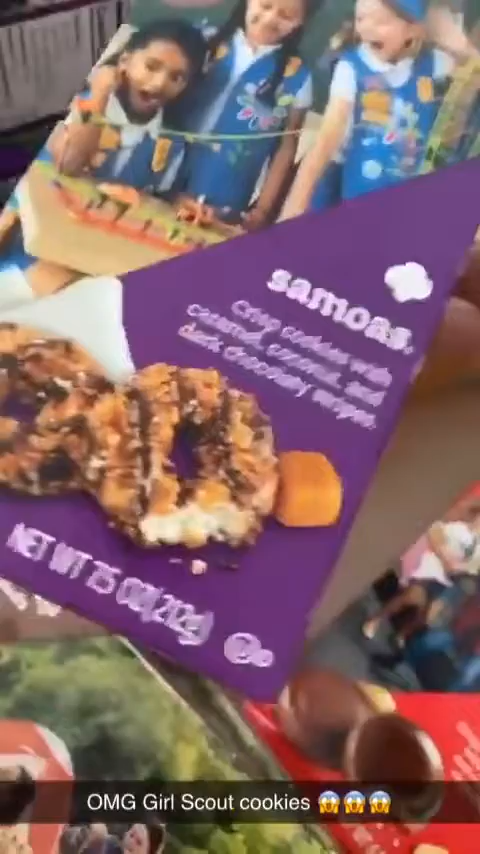 samoas®
Crisp cookies with
caramel, coconut, and
dark chocolatey stripes.
NET WT 7.5 OZ (212g)
OMG Girl Scout cookies 😱😱😱